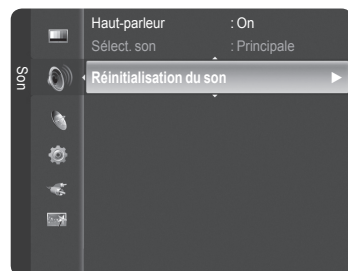 Son
Haut-parleur : On
Sélect. son : Principale
Réinitialisation du son